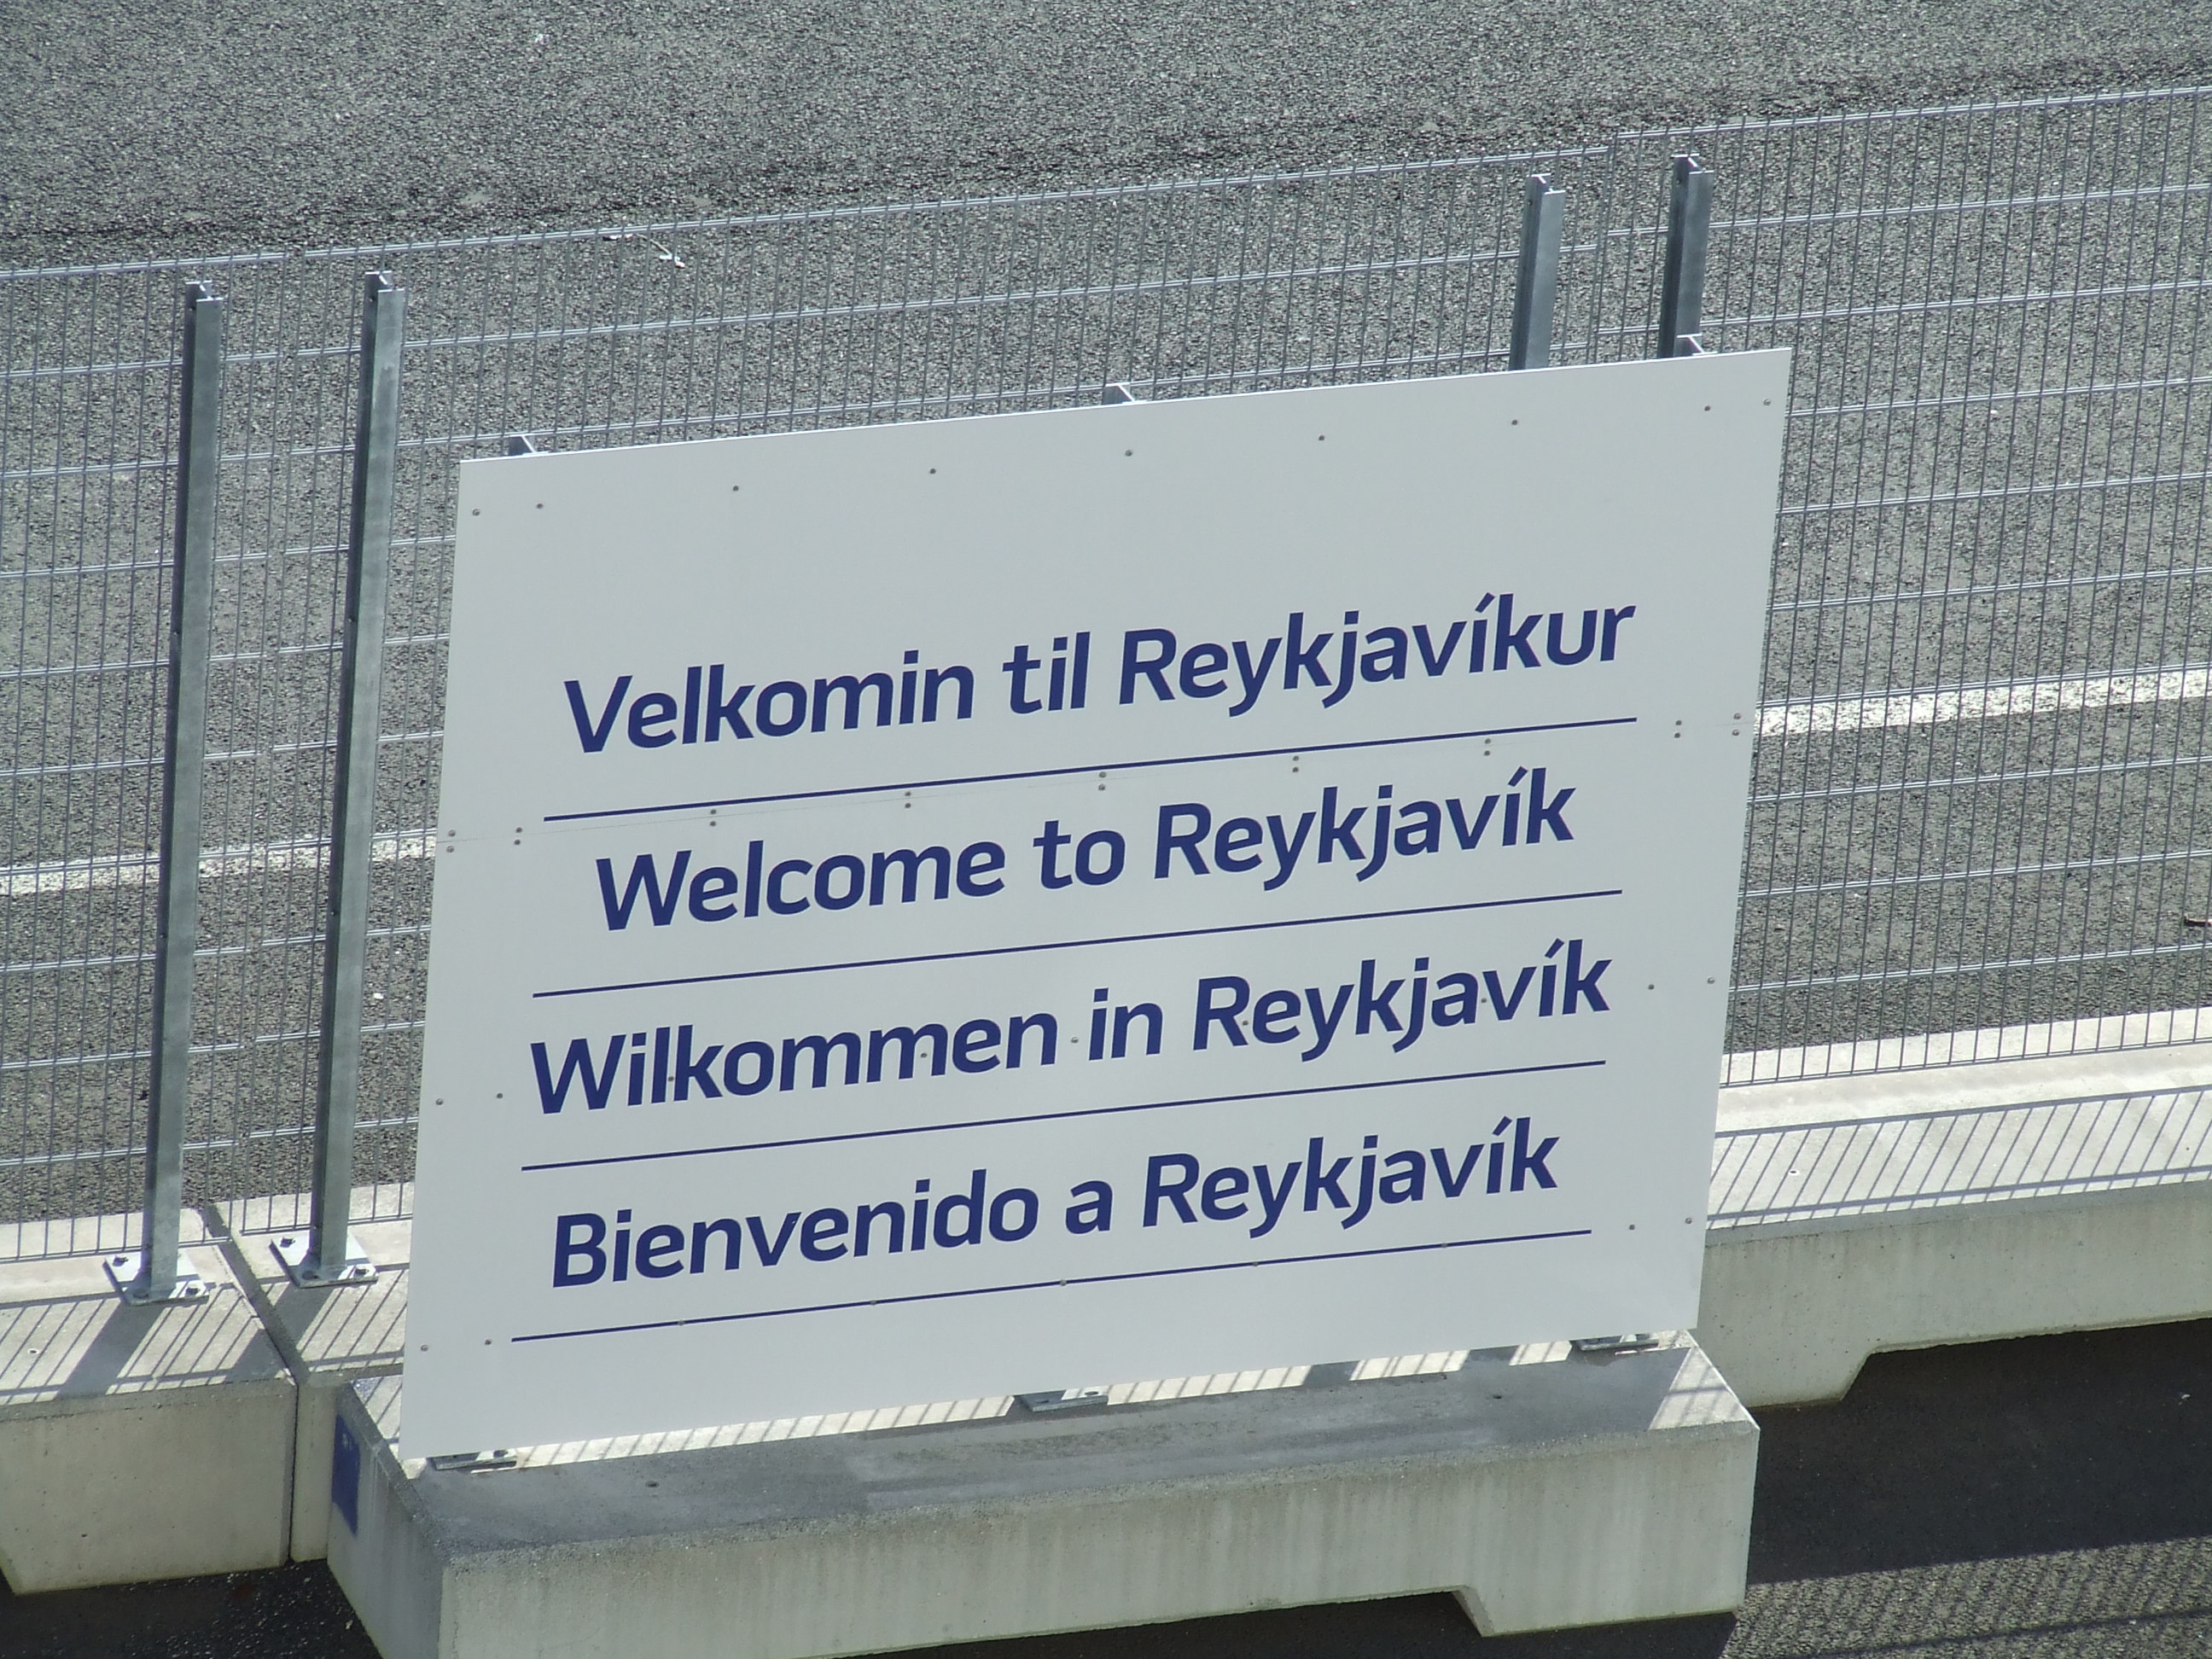 Velkomin til Reykjavíkur
Welcome to Reykjavík
Wilkommen in Reykjavík
Bienvenido a Reykjavík